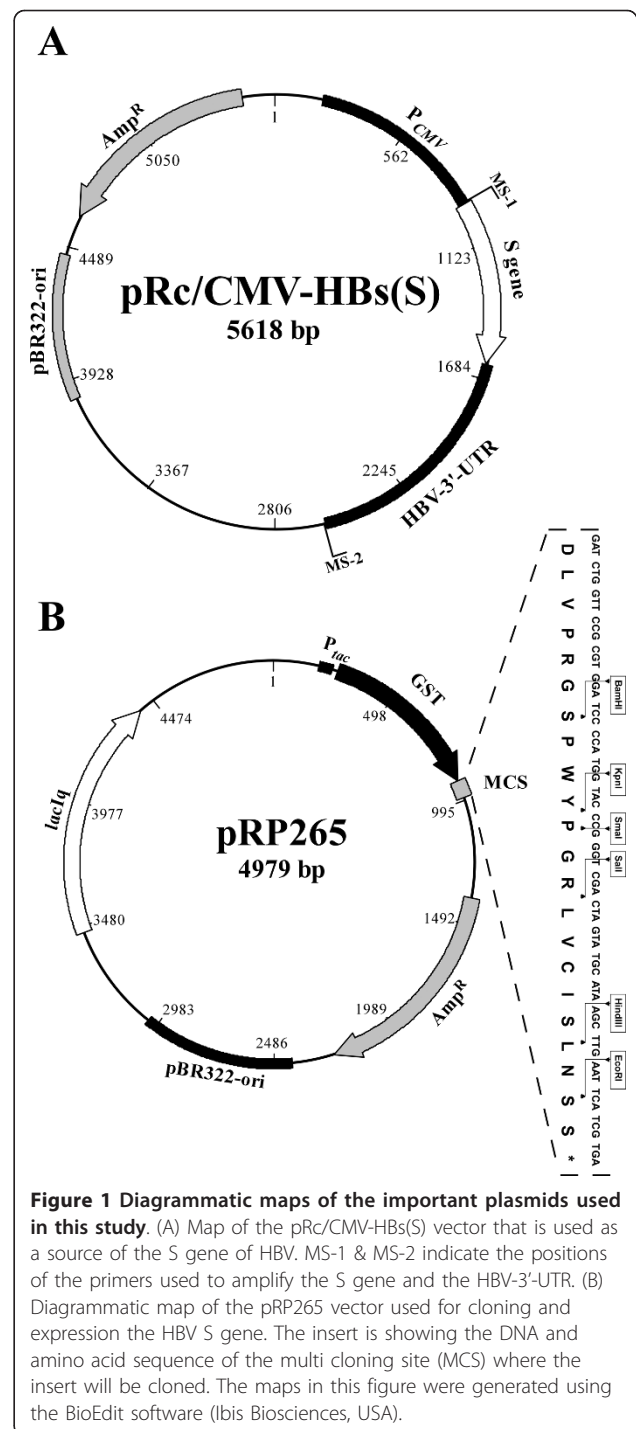 A
I
P CMV
562
MS-1
1123
S gene
1684
HBV-3'-UTR
2245
MS-2
2806
3367
3928
pBR322-ori
4489
Amp R
5050
pRc/CMV-HBs(S)
5618 bp
B
I
P tac
GST
498
MCS
995
1492
Amp R
1989
2486
pBR322-ori
2983
3480
lacIq
3977
4474
pRP265
4979 bp
GAT CTG GTT CCG CGT GGA TCC CCA TGG TAC CCG GGT CGA CTA GTA TGC ATA AGC TTG AAT TCA TCG TGA
D L V P R G S P W Y P G R L V C I S L N S S *
BamHI
KpnI
SmaI
SalI
HindIII
EcoRI
Figure 1 Diagrammatic maps of the important plasmids used
in this study. (A) Map of the pRc/CMV-HBs(S) vector that is used as
a source of the S gene of HBV. MS-1 & MS-2 indicate the positions
of the primers used to amplify the S gene and the HBV-3'-UTR. (B)
Diagrammatic map of the pRP265 vector used for cloning and
expression the HBV S gene. The insert is showing the DNA and
amino acid sequence of the multi cloning site (MCS) where the
insert will be cloned. The maps in this figure were generated using
the BioEdit software (Ibis Biosciences, USA).